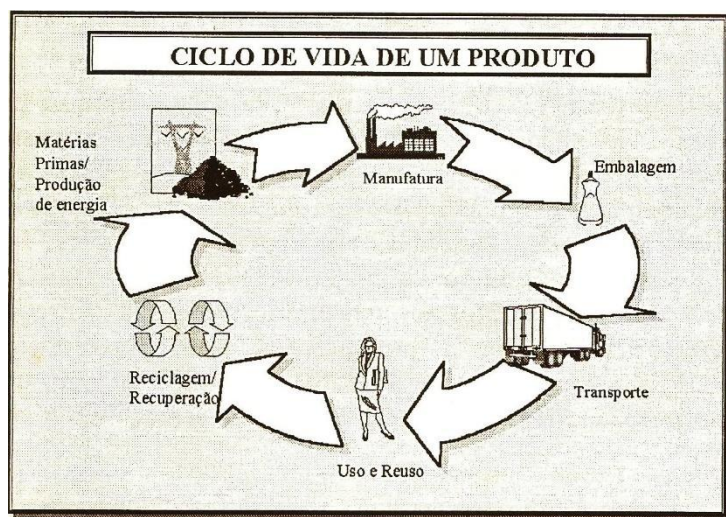 CICLO DE VIDA DE UM PRODUTO
Matérias
Primas/
Produção
de energia
Manufatura
Embalagem
Transporte
Uso e Reuso
Reciclagem/
Recuperação